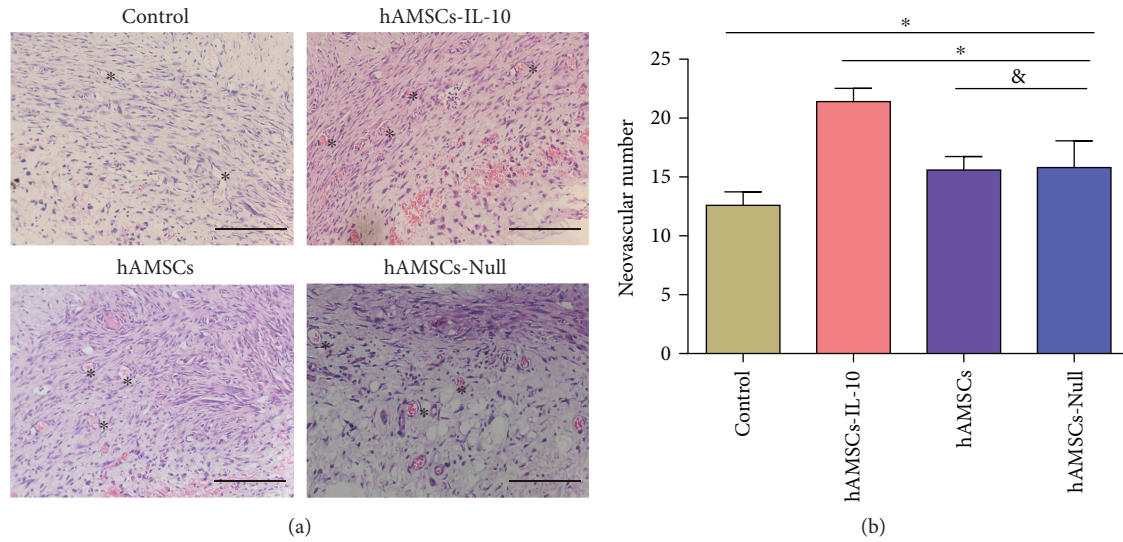 Control
hAMSCs-IL-10
*
*
*
*
*
*
hAMSCs
hAMSCs-Null
*
*
*
*
*
*
(a)
*
*
&
Neovascular number
25
20
15
10
5
0
Control
hAMSCs-IL-10
hAMSCs
hAMSCs-Null
(b)